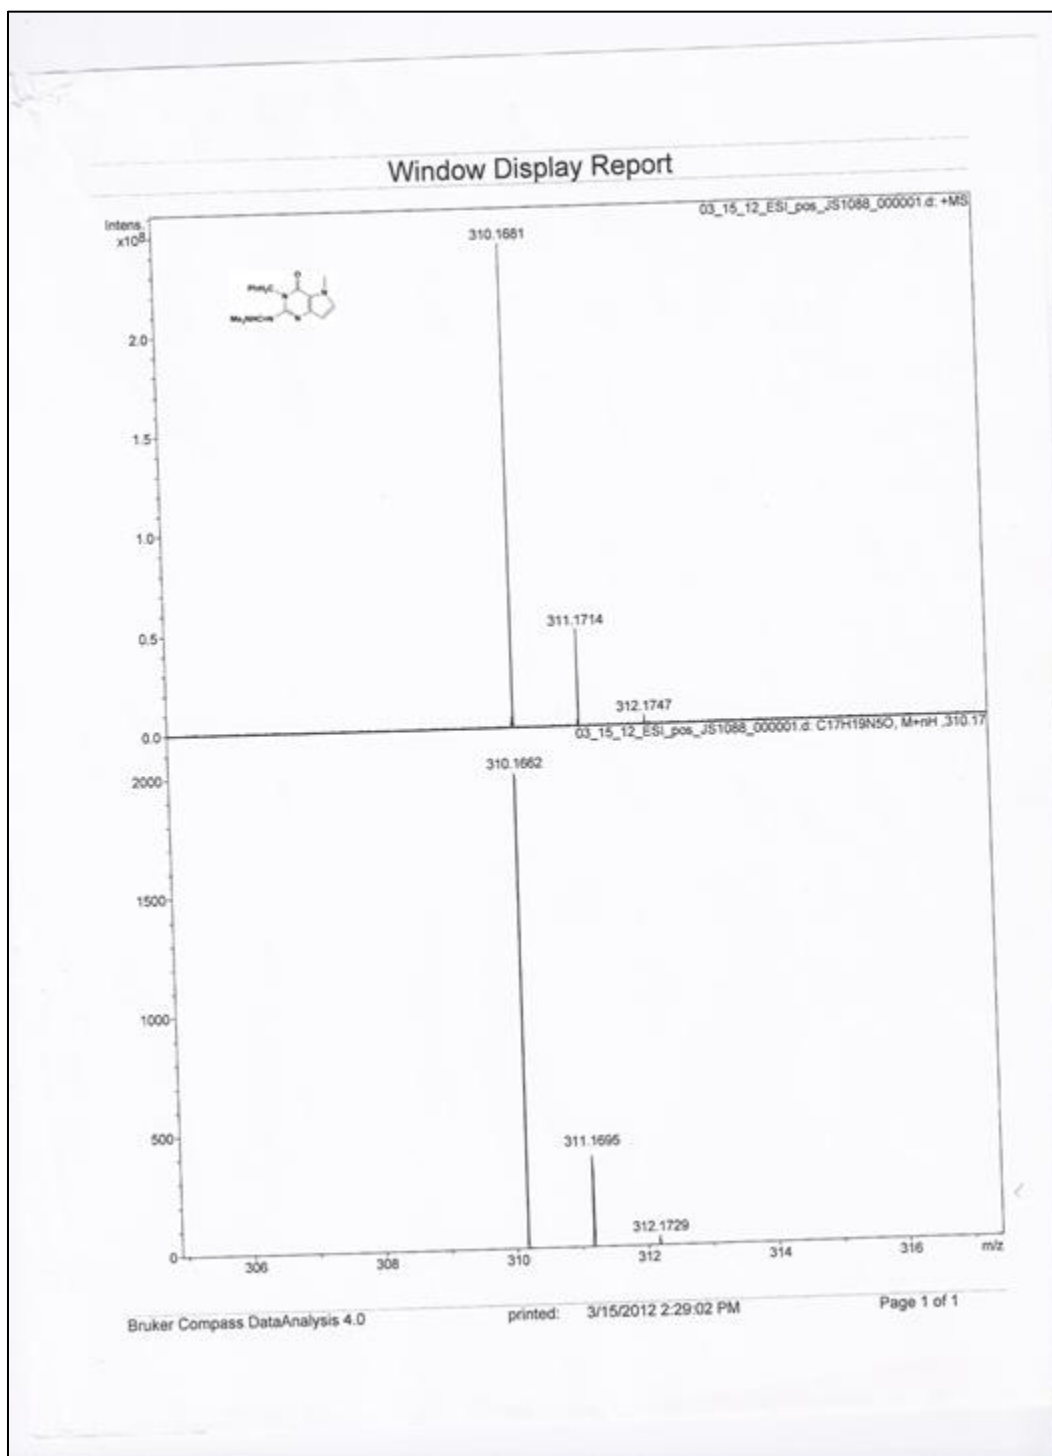 Window Display Report
03_15_12_ESI_pos_JS1088_000001.d: +MS
Intens.
x10⁸
310.1681
O
PhH₂C
N
N
Me₂NHC=N
N
2.0
1.5
1.0
311.1714
0.5
312.1747
0.0
03_15_12_ESI_pos_JS1088_000001.d: C17H19N5O, M+nH ,310.17
310.1662
2000
1500
1000
500
311.1695
312.1729
0
306
308
310
312
314
316
m/z
Bruker Compass DataAnalysis 4.0
printed: 3/15/2012 2:29:02 PM
Page 1 of 1